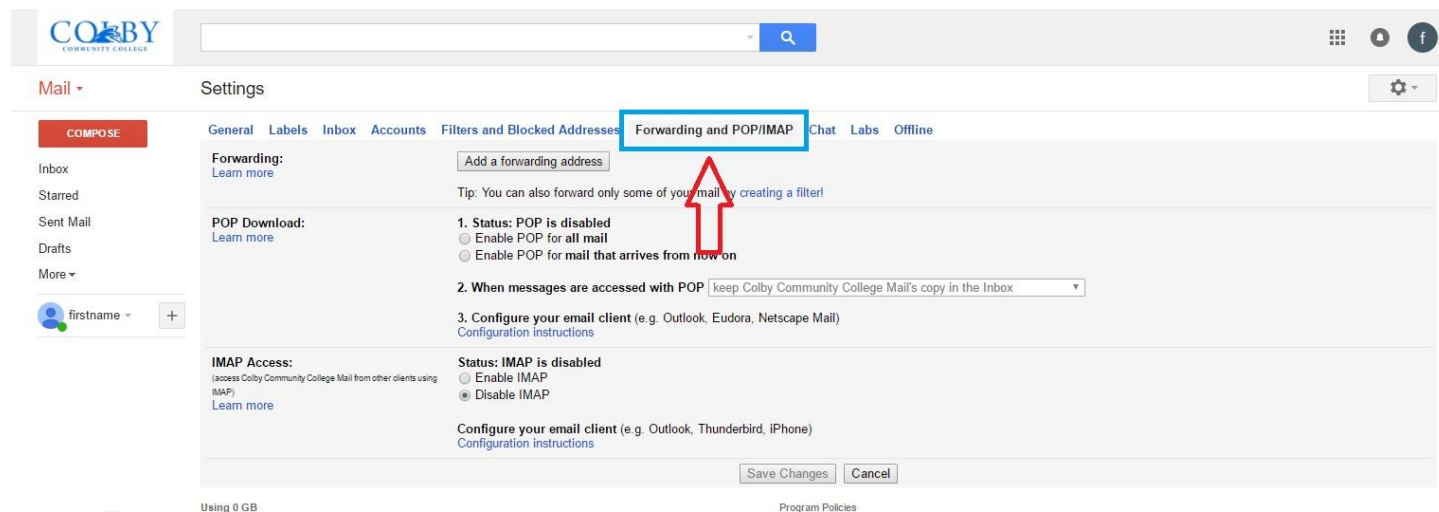 COLBY
COMMUNITY COLLEGE
f
Mail
Settings
COMPOSE
General Labels Inbox Accounts Filters and Blocked Addresses Forwarding and POP/IMAP Chat Labs Offline
Inbox
Starred
Sent Mail
Drafts
More
firstname
+
Forwarding:
Learn more
Add a forwarding address
Tip: You can also forward only some of your mail by creating a filter!
POP Download:
Learn more
1. Status: POP is disabled
Enable POP for all mail
Enable POP for mail that arrives from now on
2. When messages are accessed with POP keep Colby Community College Mail's copy in the Inbox
3. Configure your email client (e.g. Outlook, Eudora, Netscape Mail)
Configuration instructions
IMAP Access:
(access Colby Community College Mail from other clients using
IMAP)
Learn more
Status: IMAP is disabled
Enable IMAP
Disable IMAP
Configure your email client (e.g. Outlook, Thunderbird, iPhone)
Configuration instructions
Save Changes Cancel
Using 0 GB
Program Policies